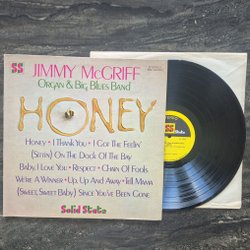 SS
JIMMY McGRIFF
ORGAN & BIG BLUES BAND
HONEY
HONEY • I THANK YOU • I GOT THE FEELIN'
(SITTIN') ON THE DOCK OF THE BAY
BABY, I LOVE YOU • RESPECT • CHAIN OF FOOLS
WE'RE A WINNER • UP, UP AND AWAY • TELL MAMA
(SWEET, SWEET BABY) SINCE YOU'VE BEEN GONE
Solid State